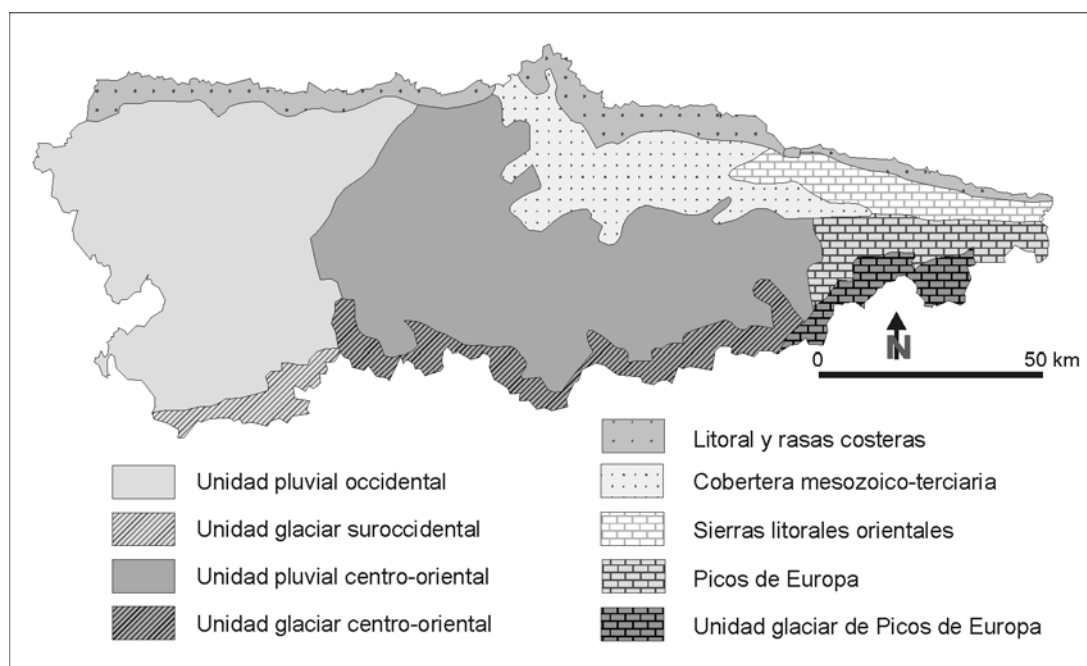 N
0
50 km
Unidad pluvial occidental
Unidad glaciar suroccidental
Unidad pluvial centro-oriental
Unidad glaciar centro-oriental
Litoral y rasas costeras
Cobertera mesozoico-terciaria
Sierras litorales orientales
Picos de Europa
Unidad glaciar de Picos de Europa